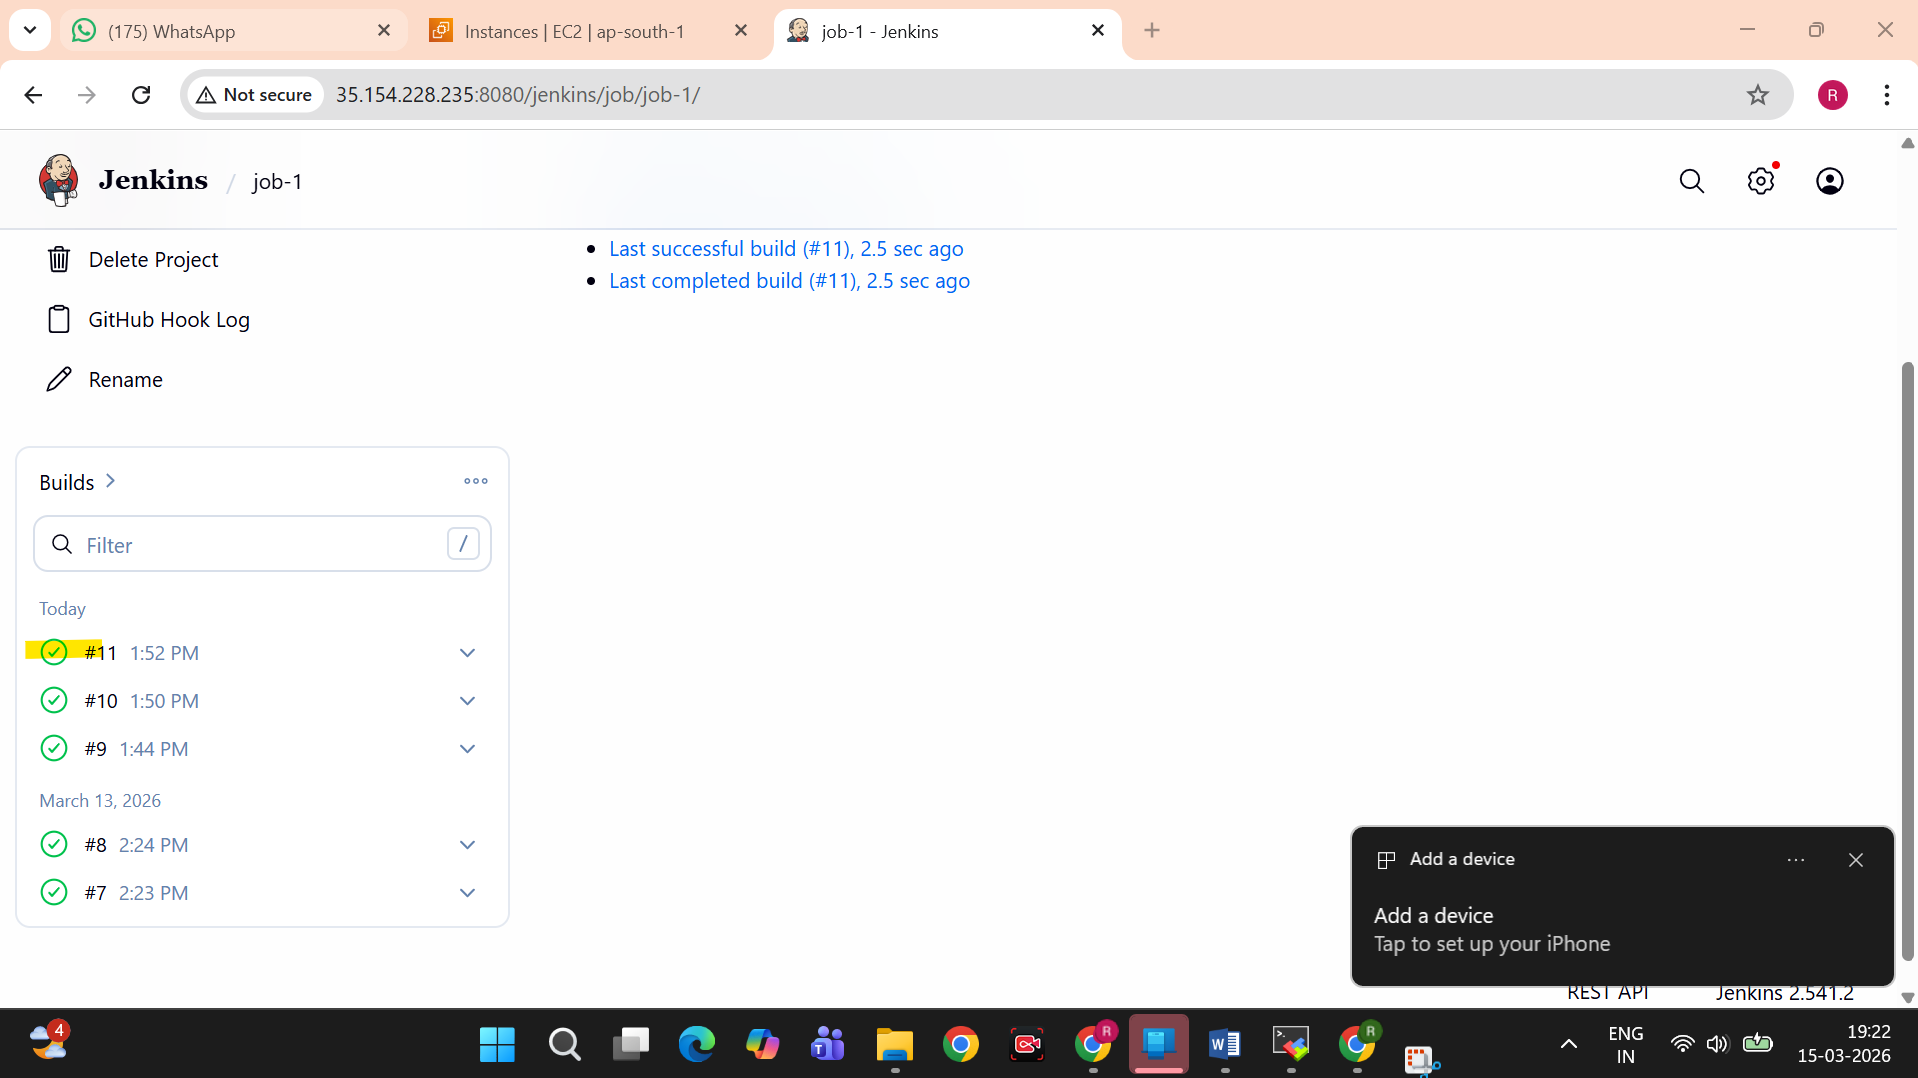 (175) WhatsApp
Instances | EC2 | ap-south-1
job-1 - Jenkins
Not secure
35.154.228.235:8080/jenkins/job/job-1/
R
Jenkins / job-1
Delete Project
GitHub Hook Log
Rename
Last successful build (#11), 2.5 sec ago
Last completed build (#11), 2.5 sec ago
Builds
Filter
/
Today
#11 1:52 PM
#10 1:50 PM
#9 1:44 PM
March 13, 2026
#8 2:24 PM
#7 2:23 PM
Add a device
Add a device
Tap to set up your iPhone
REST API
Jenkins 2.541.2
4
T
R
W
R
ENG
IN
19:22
15-03-2026